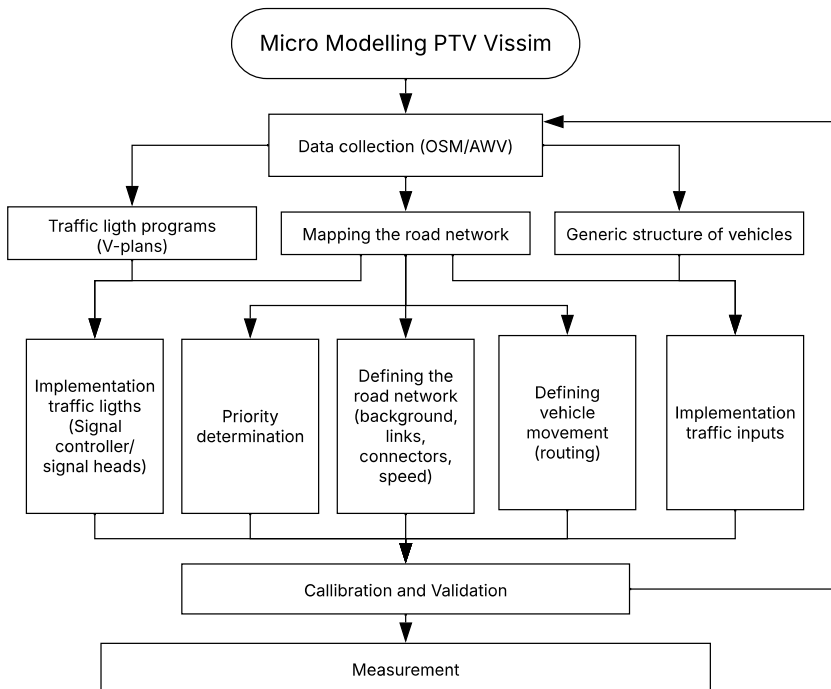 Micro Modelling PTV Vissim
Data collection (OSM/AWV)
Traffic ligth programs
(V-plans)
Mapping the road network
Generic structure of vehicles
Implementation
traffic ligths
(Signal
controller/
signal heads)
Priority
determination
Defining the
road network
(background,
links,
connectors,
speed)
Defining
vehicle
movement
(routing)
Implementation
traffic inputs
Callibration and Validation
Measurement